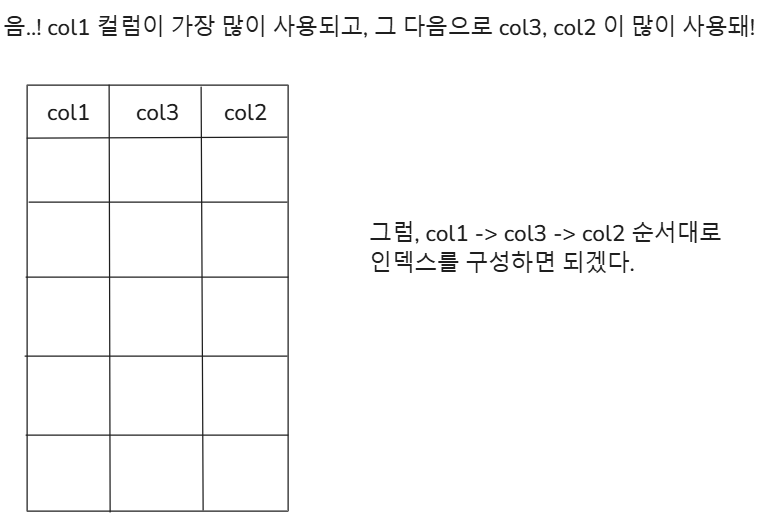 음..! col1 컬럼이 가장 많이 사용되고, 그 다음으로 col3, col2 이 많이 사용돼!
col1 col3 col2
그럼, col1 -> col3 -> col2 순서대로
인덱스를 구성하면 되겠다.